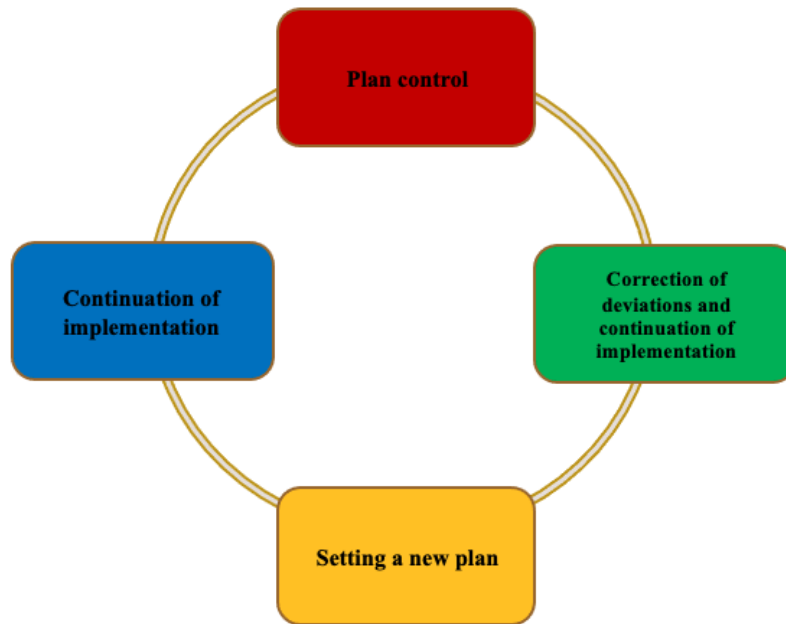 Plan control
Continuation of
implementation
Correction of
deviations and
continuation of
implementation
Setting a new plan